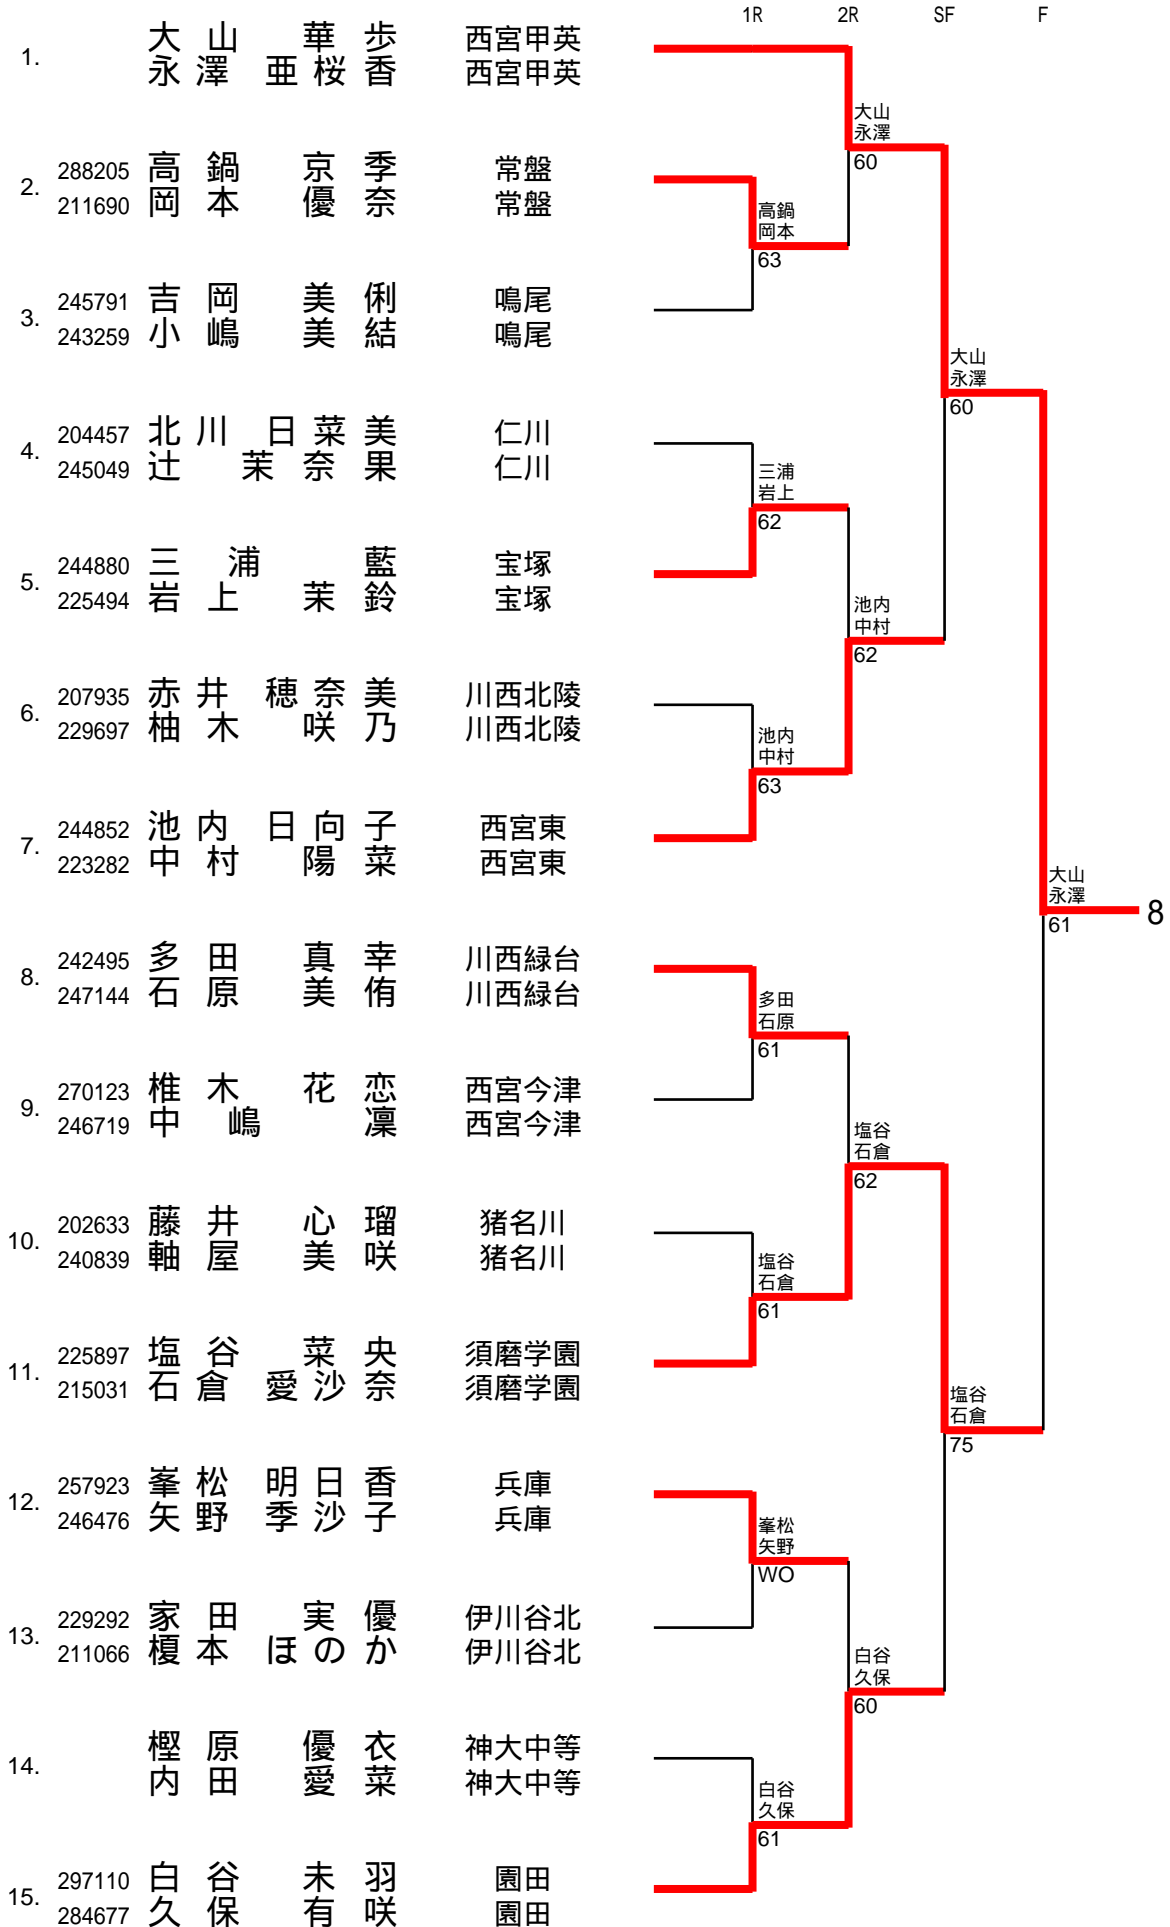 1R 2R SF F
1. 大山 華歩 西宮甲英
永澤 亜桜香 西宮甲英
大山
永澤
60
2. 288205 高鍋 京季 常盤
211690 岡本 優奈 常盤
高鍋
岡本
63
3. 245791 吉岡 美俐 鳴尾
243259 小嶋 美結 鳴尾
大山
永澤
60
4. 204457 北川 日菜美 仁川
245049 辻 茉奈果 仁川
三浦
岩上
62
5. 244880 三浦 藍 宝塚
225494 岩上 茉鈴 宝塚
池内
中村
62
6. 207935 赤井 穂奈美 川西北陵
229697 柚木 咲乃 川西北陵
池内
中村
63
7. 244852 池内 日向子 西宮東
223282 中村 陽菜 西宮東
大山
永澤
61
8
8. 242495 多田 真幸 川西緑台
247144 石原 美侑 川西緑台
多田
石原
61
9. 270123 椎木 花恋 西宮今津
246719 中嶋 凜 西宮今津
塩谷
石倉
62
10. 202633 藤井 心瑠 猪名川
240839 軸屋 美咲 猪名川
塩谷
石倉
61
11. 225897 塩谷 菜央 須磨学園
215031 石倉 愛沙奈 須磨学園
塩谷
石倉
75
12. 257923 峯松 明日香 兵庫
246476 矢野 季沙子 兵庫
峯松
矢野
WO
13. 229292 家田 実優 伊川谷北
211066 榎本 ほのか 伊川谷北
白谷
久保
60
14. 樫原 優衣 神大中等
内田 愛菜 神大中等
白谷
久保
61
15. 297110 白谷 未羽 園田
284677 久保 有咲 園田